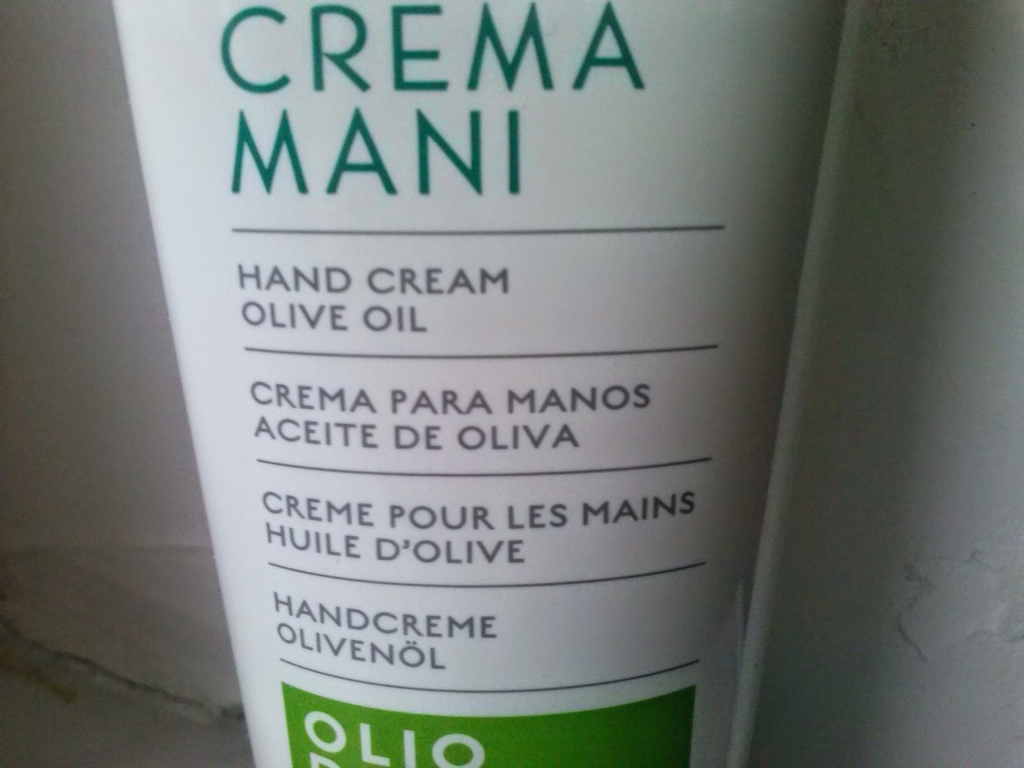 CREMA
MANI
HAND CREAM
OLIVE OIL
CREMA PARA MANOS
ACEITE DE OLIVA
CREME POUR LES MAINS
HUILE D'OLIVE
HANDCREME
OLIVENÖL
OLIO